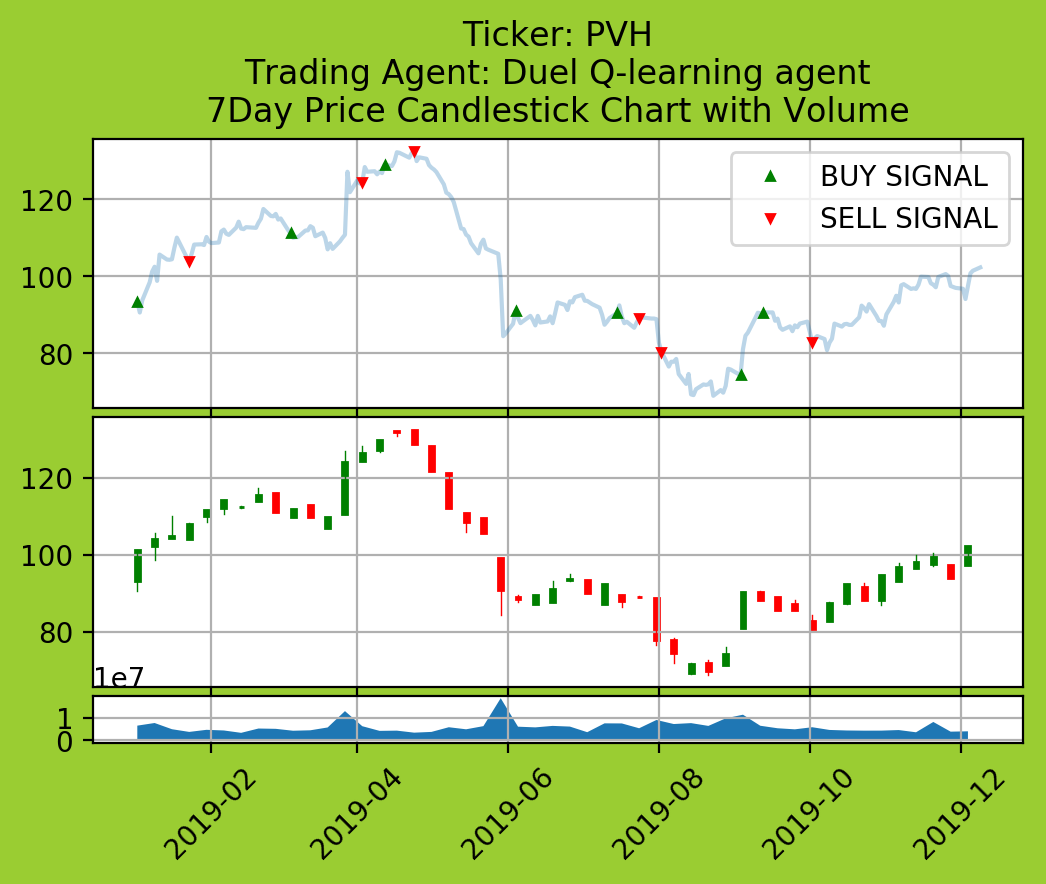 Ticker: PVH
Trading Agent: Duel Q-learning agent
7Day Price Candlestick Chart with Volume
BUY SIGNAL
SELL SIGNAL
120
100
80
120
100
80
1e7
1
0
2019-02
2019-04
2019-06
2019-08
2019-10
2019-12